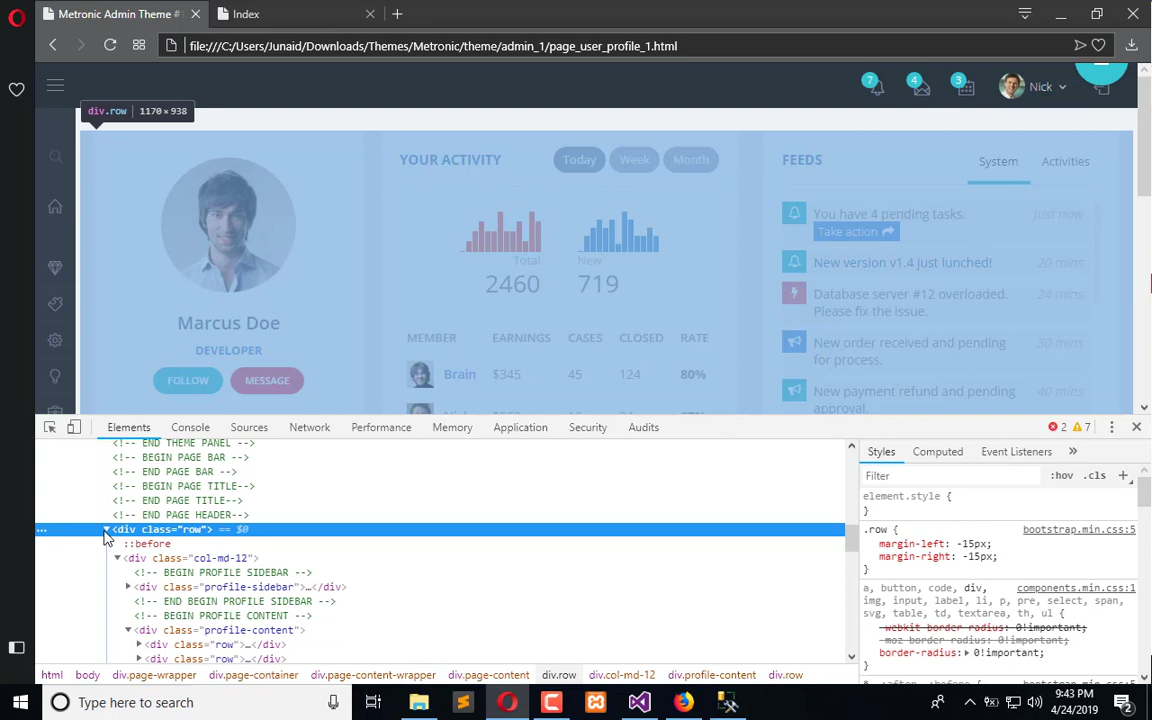 Metronic Admin Theme #
Index
file:///C:/Users/Junaid/Downloads/Themes/Metronic/theme/admin_1/page_user_profile_1.html
7
4
3
Nick
div.row 1170×938
Marcus Doe
DEVELOPER
FOLLOW MESSAGE
YOUR ACTIVITY
Today Week Month
Total
2460
New
719
MEMBER EARNINGS CASES CLOSED RATE
Brain $345 45 124 80%
FEEDS
System Activities
You have 4 pending tasks.
Take action
Just now
New version v1.4 just lunched! 20 mins
Database server #12 overloaded. 24 mins
Please fix the issue.
New order received and pending 30 mins
for process.
New payment refund and pending 40 mins
approval.
Elements Console Sources Network Performance Memory Application Security Audits
2 7
<!-- END THEME PANEL -->
<!-- BEGIN PAGE BAR -->
<!-- END PAGE BAR -->
<!-- BEGIN PAGE TITLE-->
<!-- END PAGE TITLE-->
<!-- END PAGE HEADER-->
… <div class="row"> == $0
::before
<div class="col-md-12">
<!-- BEGIN PROFILE SIDEBAR -->
<div class="profile-sidebar">…</div>
<!-- END BEGIN PROFILE SIDEBAR -->
<!-- BEGIN PROFILE CONTENT -->
<div class="profile-content">
<div class="row">…</div>
<div class="row">…</div>
html body div.page-wrapper div.page-container div.page-content-wrapper div.page-content div.row div.col-md-12 div.profile-content div.row
Styles Computed Event Listeners »
Filter :hov .cls +
element.style {
}
.row { bootstrap.min.css:5
margin-left: -15px;
margin-right: -15px;
}
a, button, code, div, components.min.css:1
img, input, label, li, p, pre, select, span,
svg, table, td, textarea, th, ul {
-webkit-border-radius: 0!important;
-moz-border-radius: 0!important;
border-radius: 0!important;
}
Type here to search
9:43 PM
4/24/2019
2